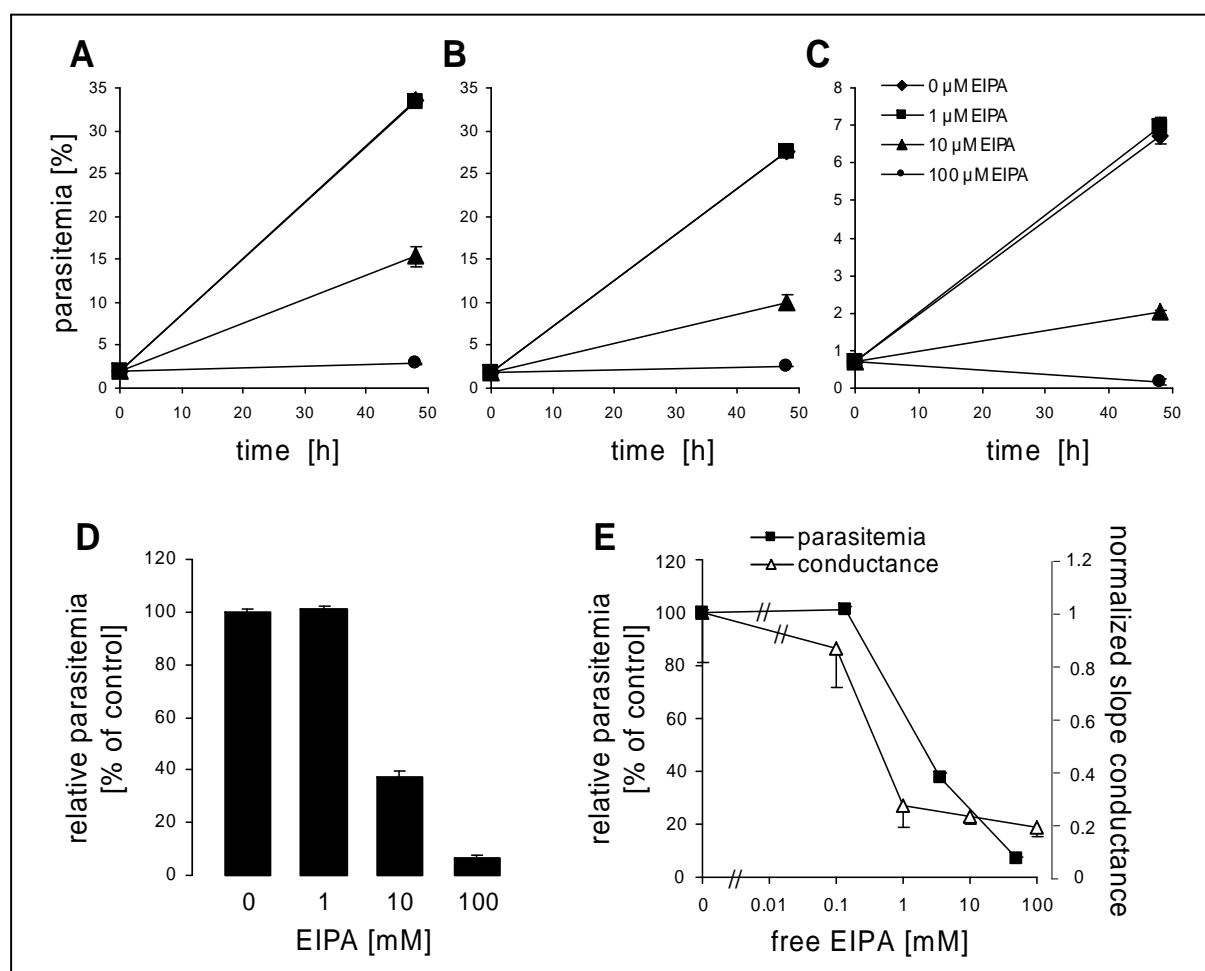 A
B
C
35
30
25
20
15
10
5
0
0 10 20 30 40 50
parasitemia [%]
time [h]
35
30
25
20
15
10
5
0
0 10 20 30 40 50
time [h]
8
7
6
5
4
3
2
1
0
0 10 20 30 40 50
time [h]
0 µM EIPA
1 µM EIPA
10 µM EIPA
100 µM EIPA
D
120
100
80
60
40
20
0
relative parasitemia
[% of control]
0 1 10 100
EIPA [mM]
E
parasitemia
conductance
120
100
80
60
40
20
0
relative parasitemia
[% of control]
0 0.01 0.1 1 10 100
free EIPA [mM]
1.2
1
0.8
0.6
0.4
0.2
0
normalized slope conductance